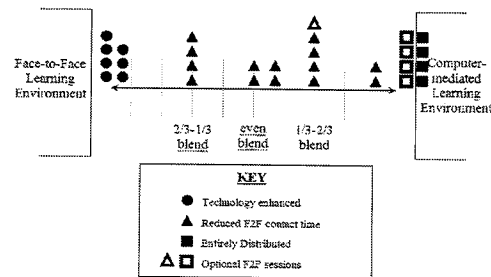 Face-to-Face
Learning
Environment
Computer-
mediated
Learning
Environment
2/3-1/3
blend
even
blend
1/3-2/3
blend
KEY
Technology enhanced
Reduced F2F contact time
Entirely Distributed
Optional F2F sessions